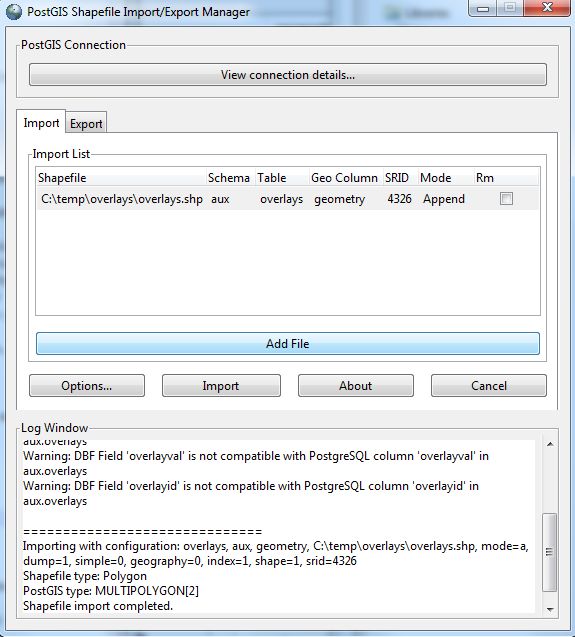 PostGIS Shapefile Import/Export Manager
Libraries
PostGIS Connection
View connection details...
Import Export
Import List
Shapefile Schema Table Geo Column SRID Mode Rm
C:\temp\overlays\overlays.shp aux overlays geometry 4326 Append
Add File
Options... Import About Cancel
Log Window
aux.overlays
Warning: DBF Field 'overlayval' is not compatible with PostgreSQL column 'overlayval' in
aux.overlays
Warning: DBF Field 'overlayid' is not compatible with PostgreSQL column 'overlayid' in
aux.overlays
==============================
Importing with configuration: overlays, aux, geometry, C:\temp\overlays\overlays.shp, mode=a,
dump=1, simple=0, geography=0, index=1, shape=1, srid=4326
Shapefile type: Polygon
PostGIS type: MULTIPOLYGON[2]
Shapefile import completed.